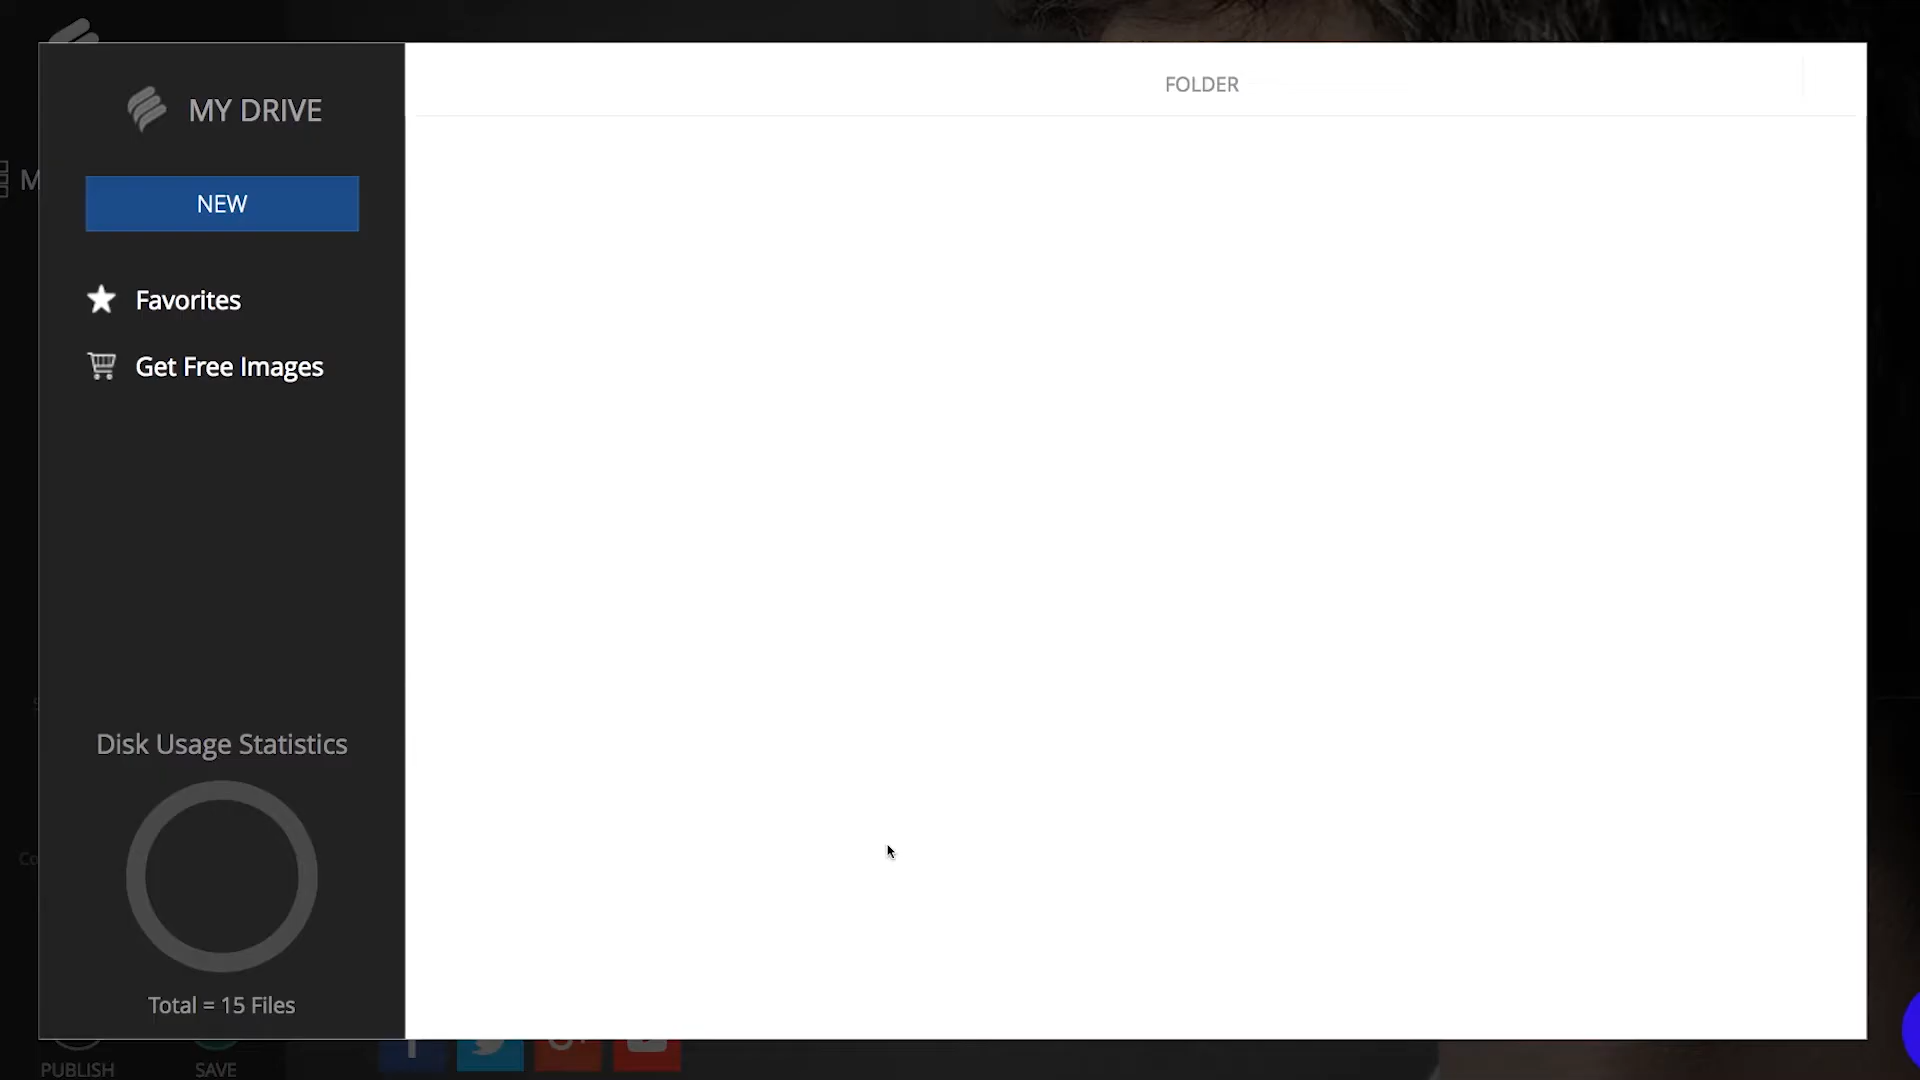 MY DRIVE
FOLDER
NEW
Favorites
Get Free Images
Disk Usage Statistics
Total = 15 Files
PUBLISH
SAVE